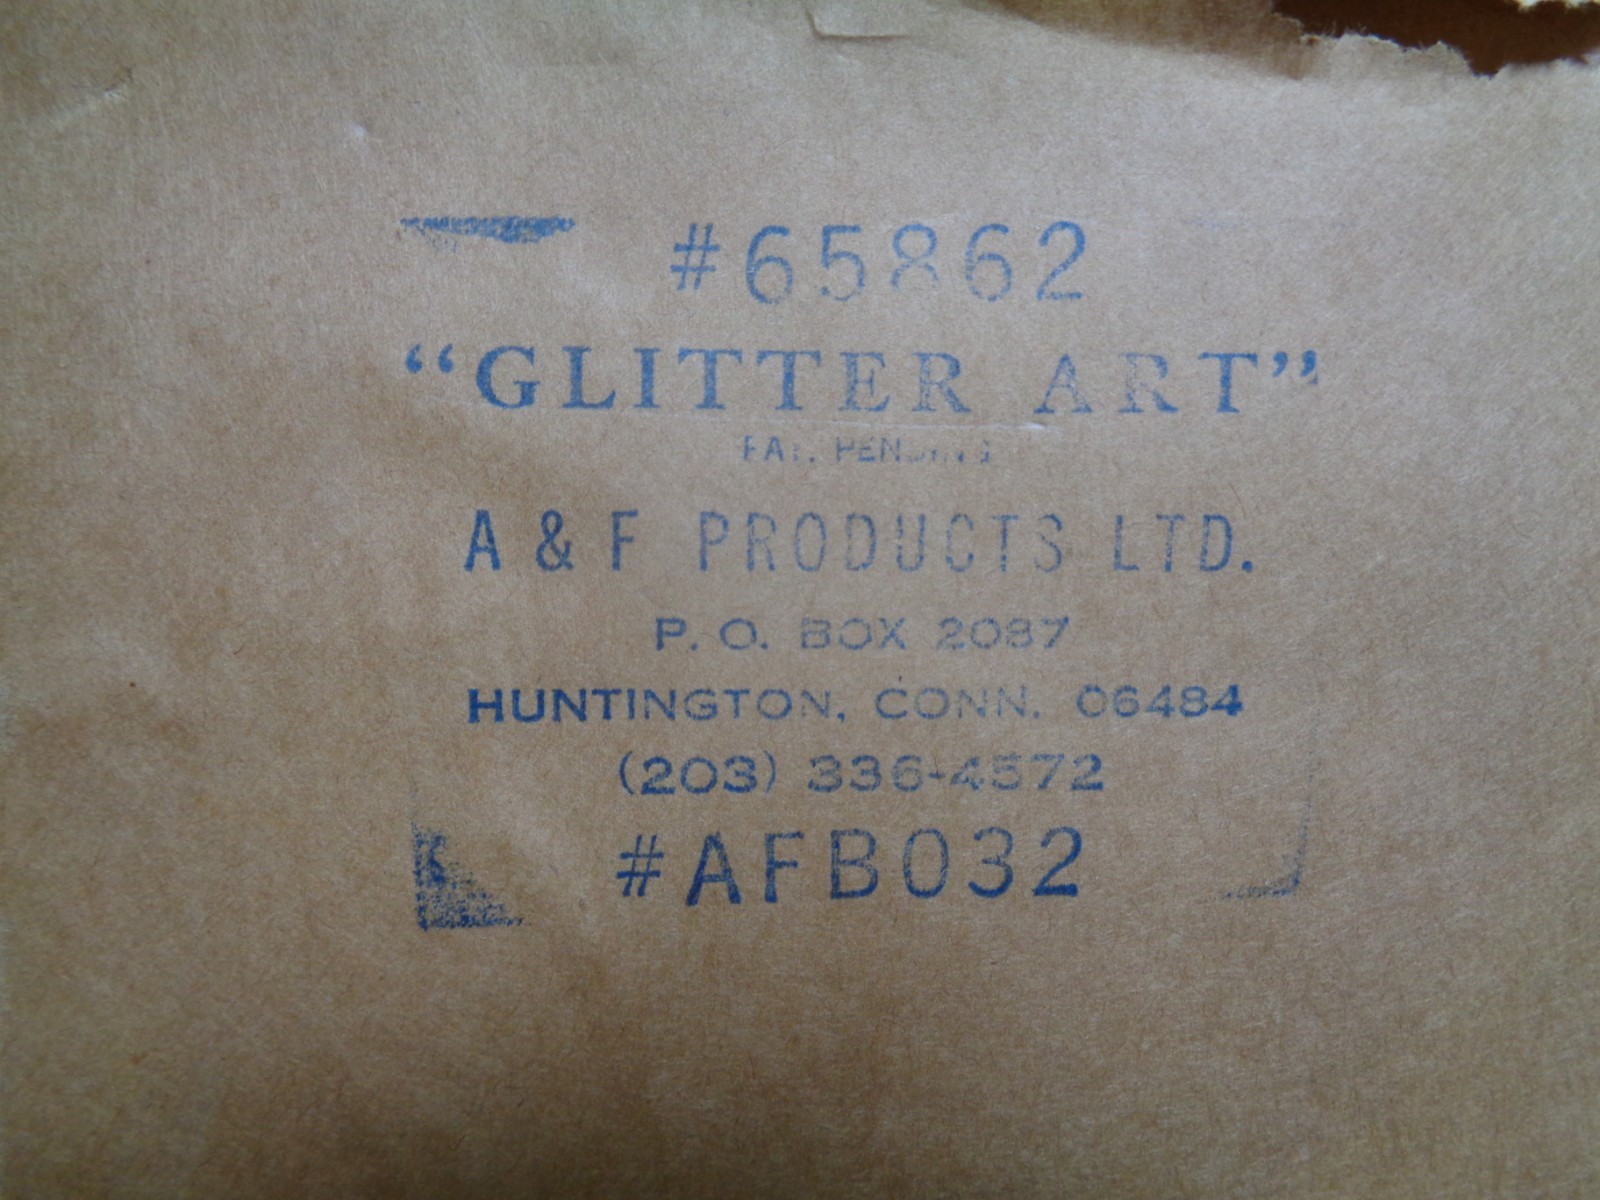 #65862
“GLITTER ART”
PAT. PENDING
A & F PRODUCTS LTD.
P. O. BOX 2087
HUNTINGTON, CONN. 06484
(203) 336-4572
#AFB032